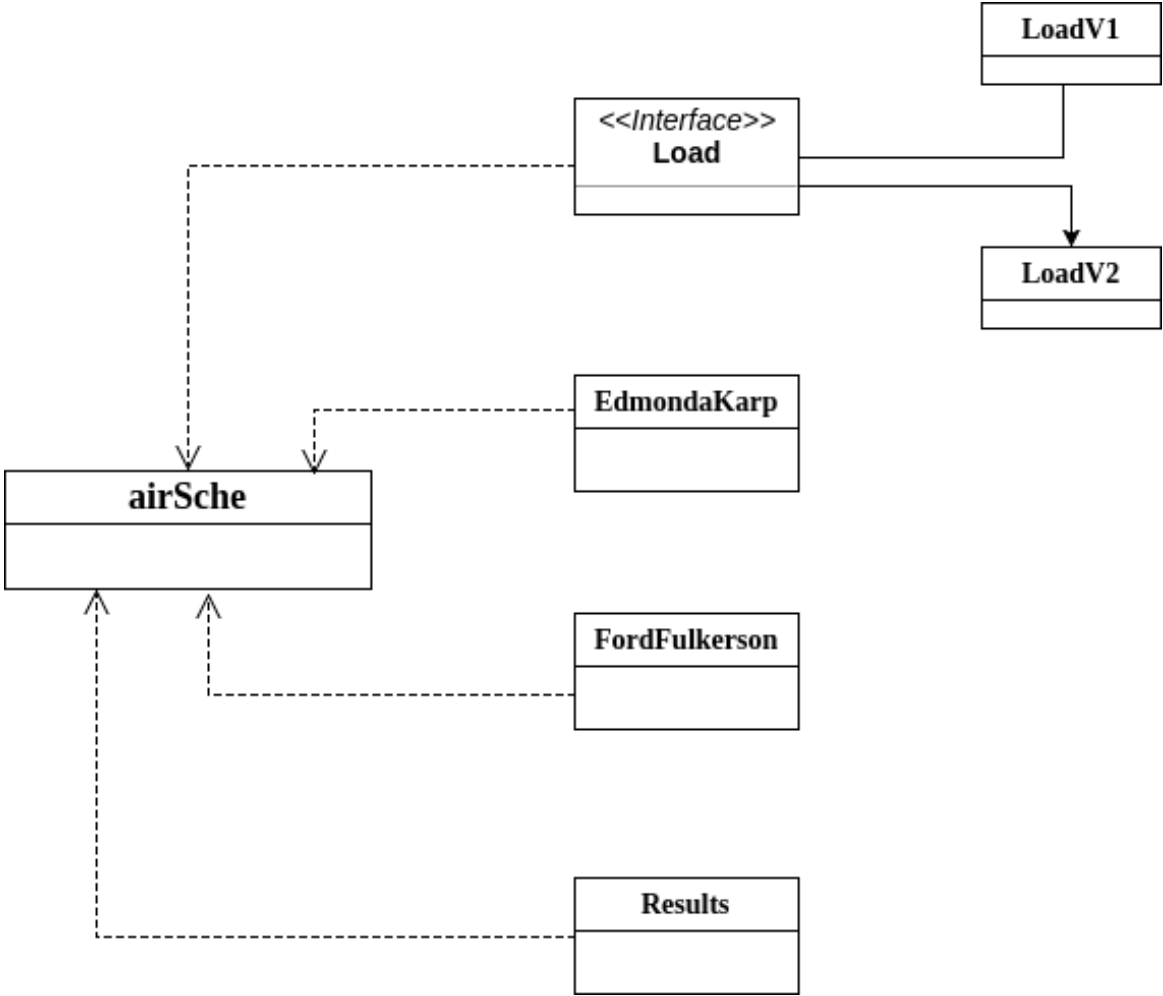 LoadV1
<<Interface>>
Load
LoadV2
EdmondaKarp
airSche
FordFulkerson
Results